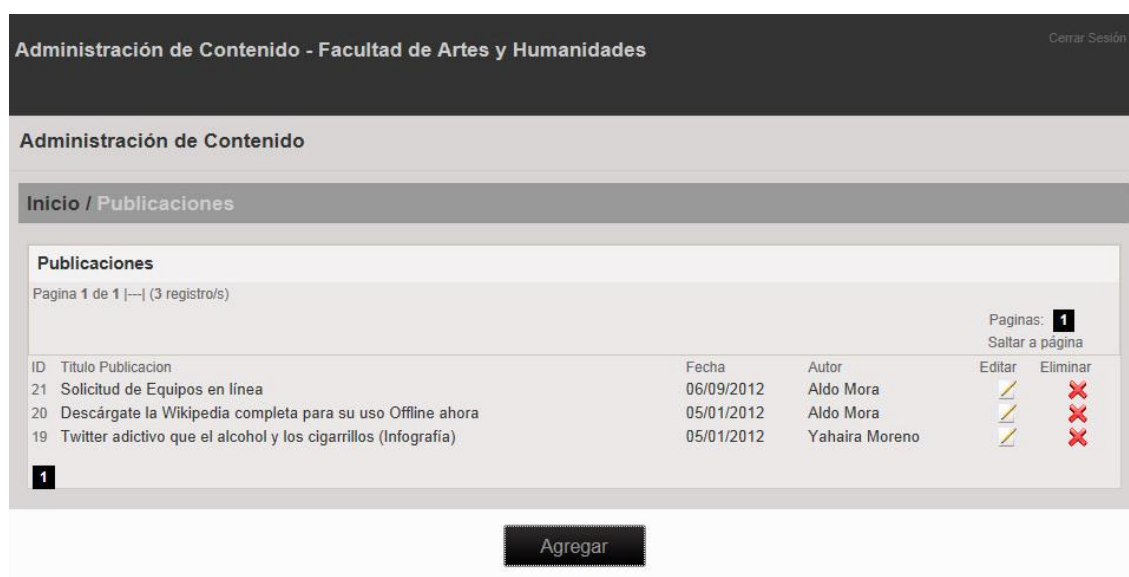 Administración de Contenido - Facultad de Artes y Humanidades
Cerrar Sesión
Administración de Contenido
Inicio / Publicaciones
Publicaciones
Pagina 1 de 1 |---| (3 registro/s)
Paginas: 1
Saltar a página
ID Titulo Publicacion Fecha Autor Editar Eliminar
21 Solicitud de Equipos en línea 06/09/2012 Aldo Mora
20 Descárgate la Wikipedia completa para su uso Offline ahora 05/01/2012 Aldo Mora
19 Twitter adictivo que el alcohol y los cigarrillos (Infografía) 05/01/2012 Yahaira Moreno
1
Agregar